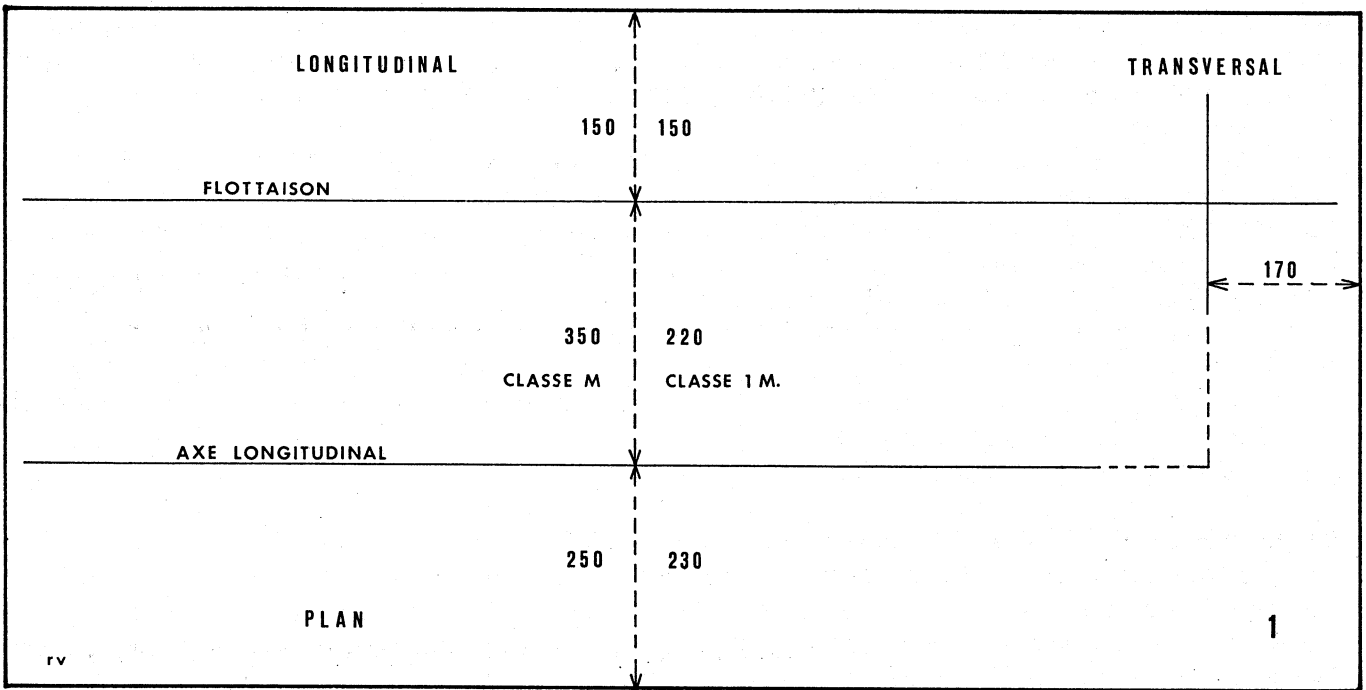 LONGITUDINAL
TRANSVERSAL
150 150
FLOTTAISON
170
350 220
CLASSE M CLASSE 1 M.
AXE LONGITUDINAL
250 230
PLAN
1
rv